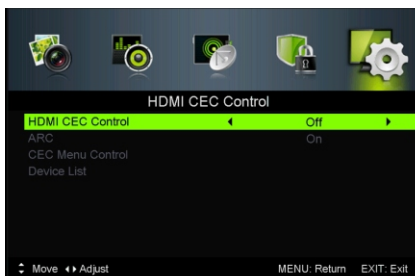 HDMI CEC Control
HDMI CEC Control Off
ARC On
CEC Menu Control
Device List
Move Adjust MENU: Return EXIT: Exit